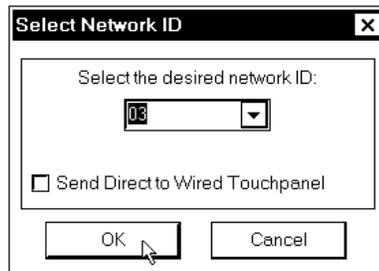 Select Network ID
Select the desired network ID:
03
Send Direct to Wired Touchpanel
OK Cancel